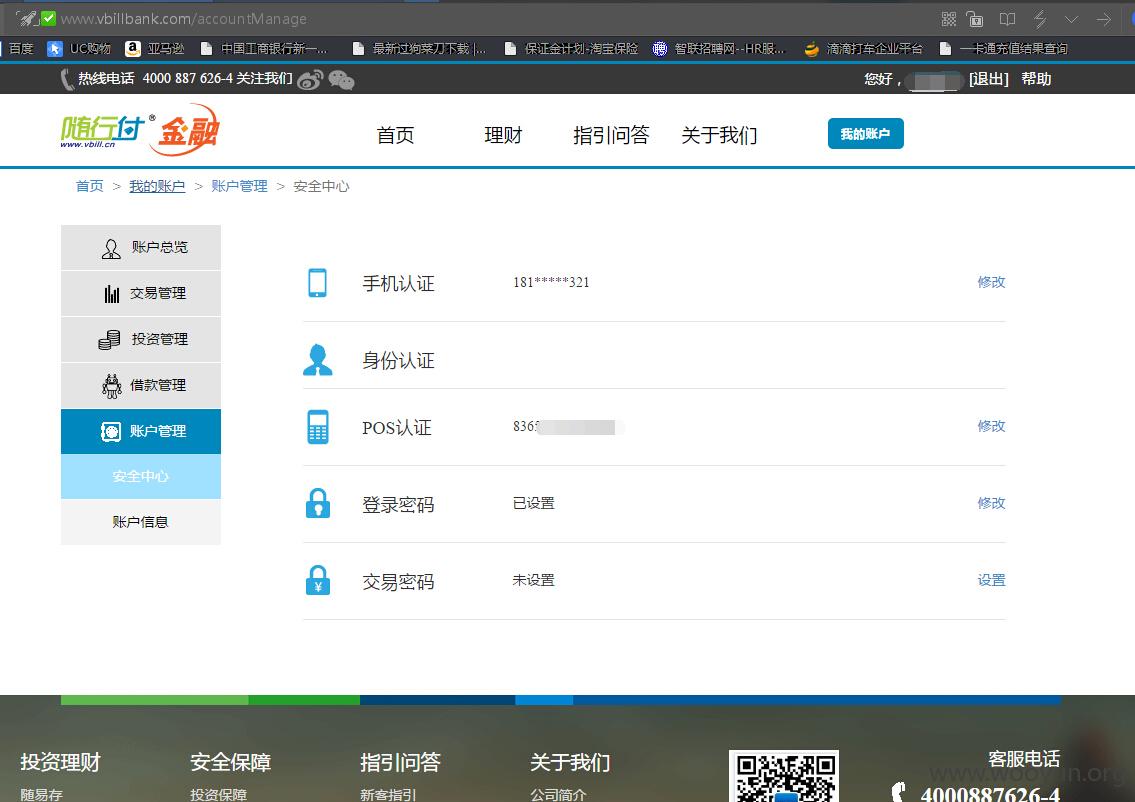 www.vbillbank.com/accountManage
百度 UC购物 亚马逊 中国工商银行新一... 最新过狗菜刀下载 |... 保证金计划-淘宝保险 智联招聘网--HR服... 滴滴打车企业平台 一卡通充值结果查询
热线电话 4000 887 626-4 关注我们 您好， [退出] 帮助
随行付® 金融
www.vbill.cn
首页 理财 指引问答 关于我们 我的账户
首页 > 我的账户 > 账户管理 > 安全中心
账户总览
交易管理
投资管理
借款管理
账户管理
安全中心
账户信息
手机认证 181*****321 修改
身份认证
POS认证 8365 修改
登录密码 已设置 修改
交易密码 未设置 设置
投资理财 安全保障 指引问答 关于我们 客服电话
随易存 投资保障 新客指引 公司简介 4000887626-4
www.wooyun.org